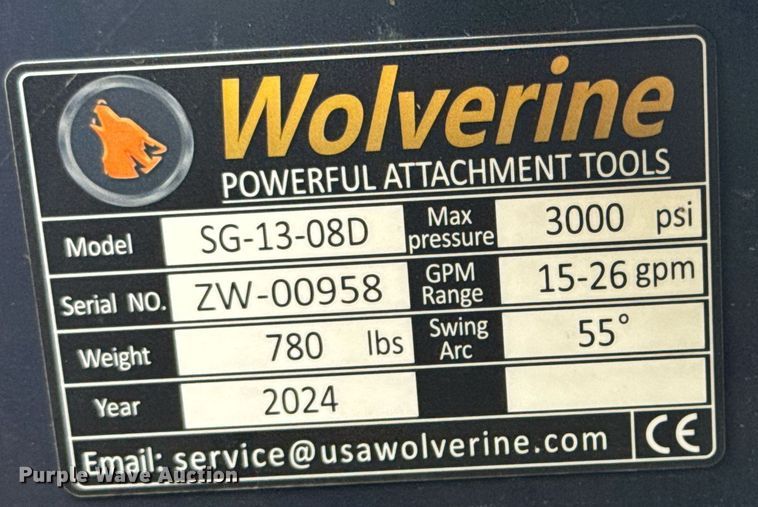 Wolverine
POWERFUL ATTACHMENT TOOLS
Model SG-13-08D Max pressure 3000 psi
Serial NO. ZW-00958 GPM Range 15-26 gpm
Weight 780 lbs Swing Arc 55°
Year 2024
Email: service@usawolverine.com CE
Purple Wave Auction